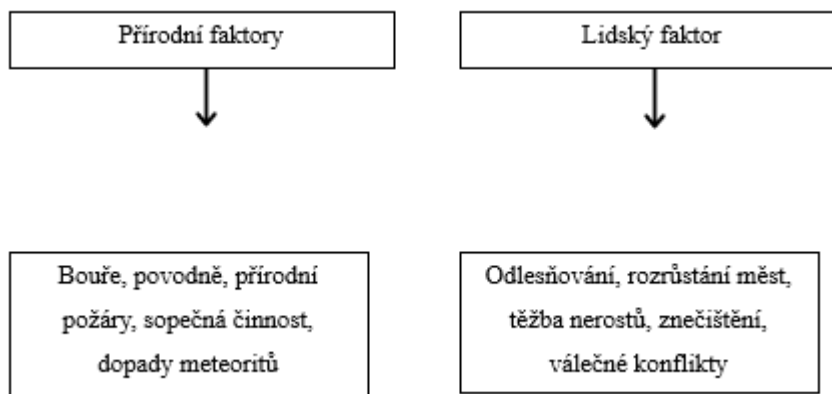 Přírodní faktory
Lidský faktor
Bouře, povodně, přírodní
požáry, sopečná činnost,
dopady meteoritů
Odlesňování, rozrůstání měst,
těžba nerostů, znečištění,
válečné konflikty